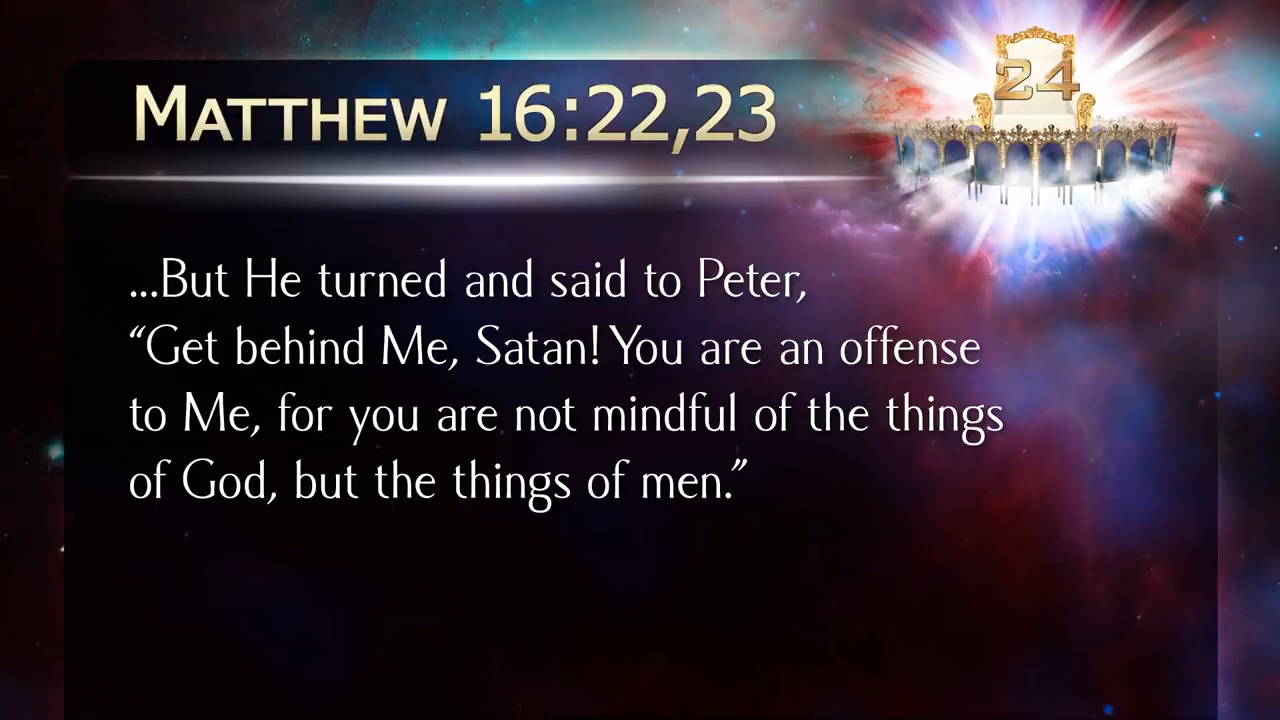 MATTHEW 16:22,23
24
...But He turned and said to Peter,
“Get behind Me, Satan! You are an offense
to Me, for you are not mindful of the things
of God, but the things of men.”